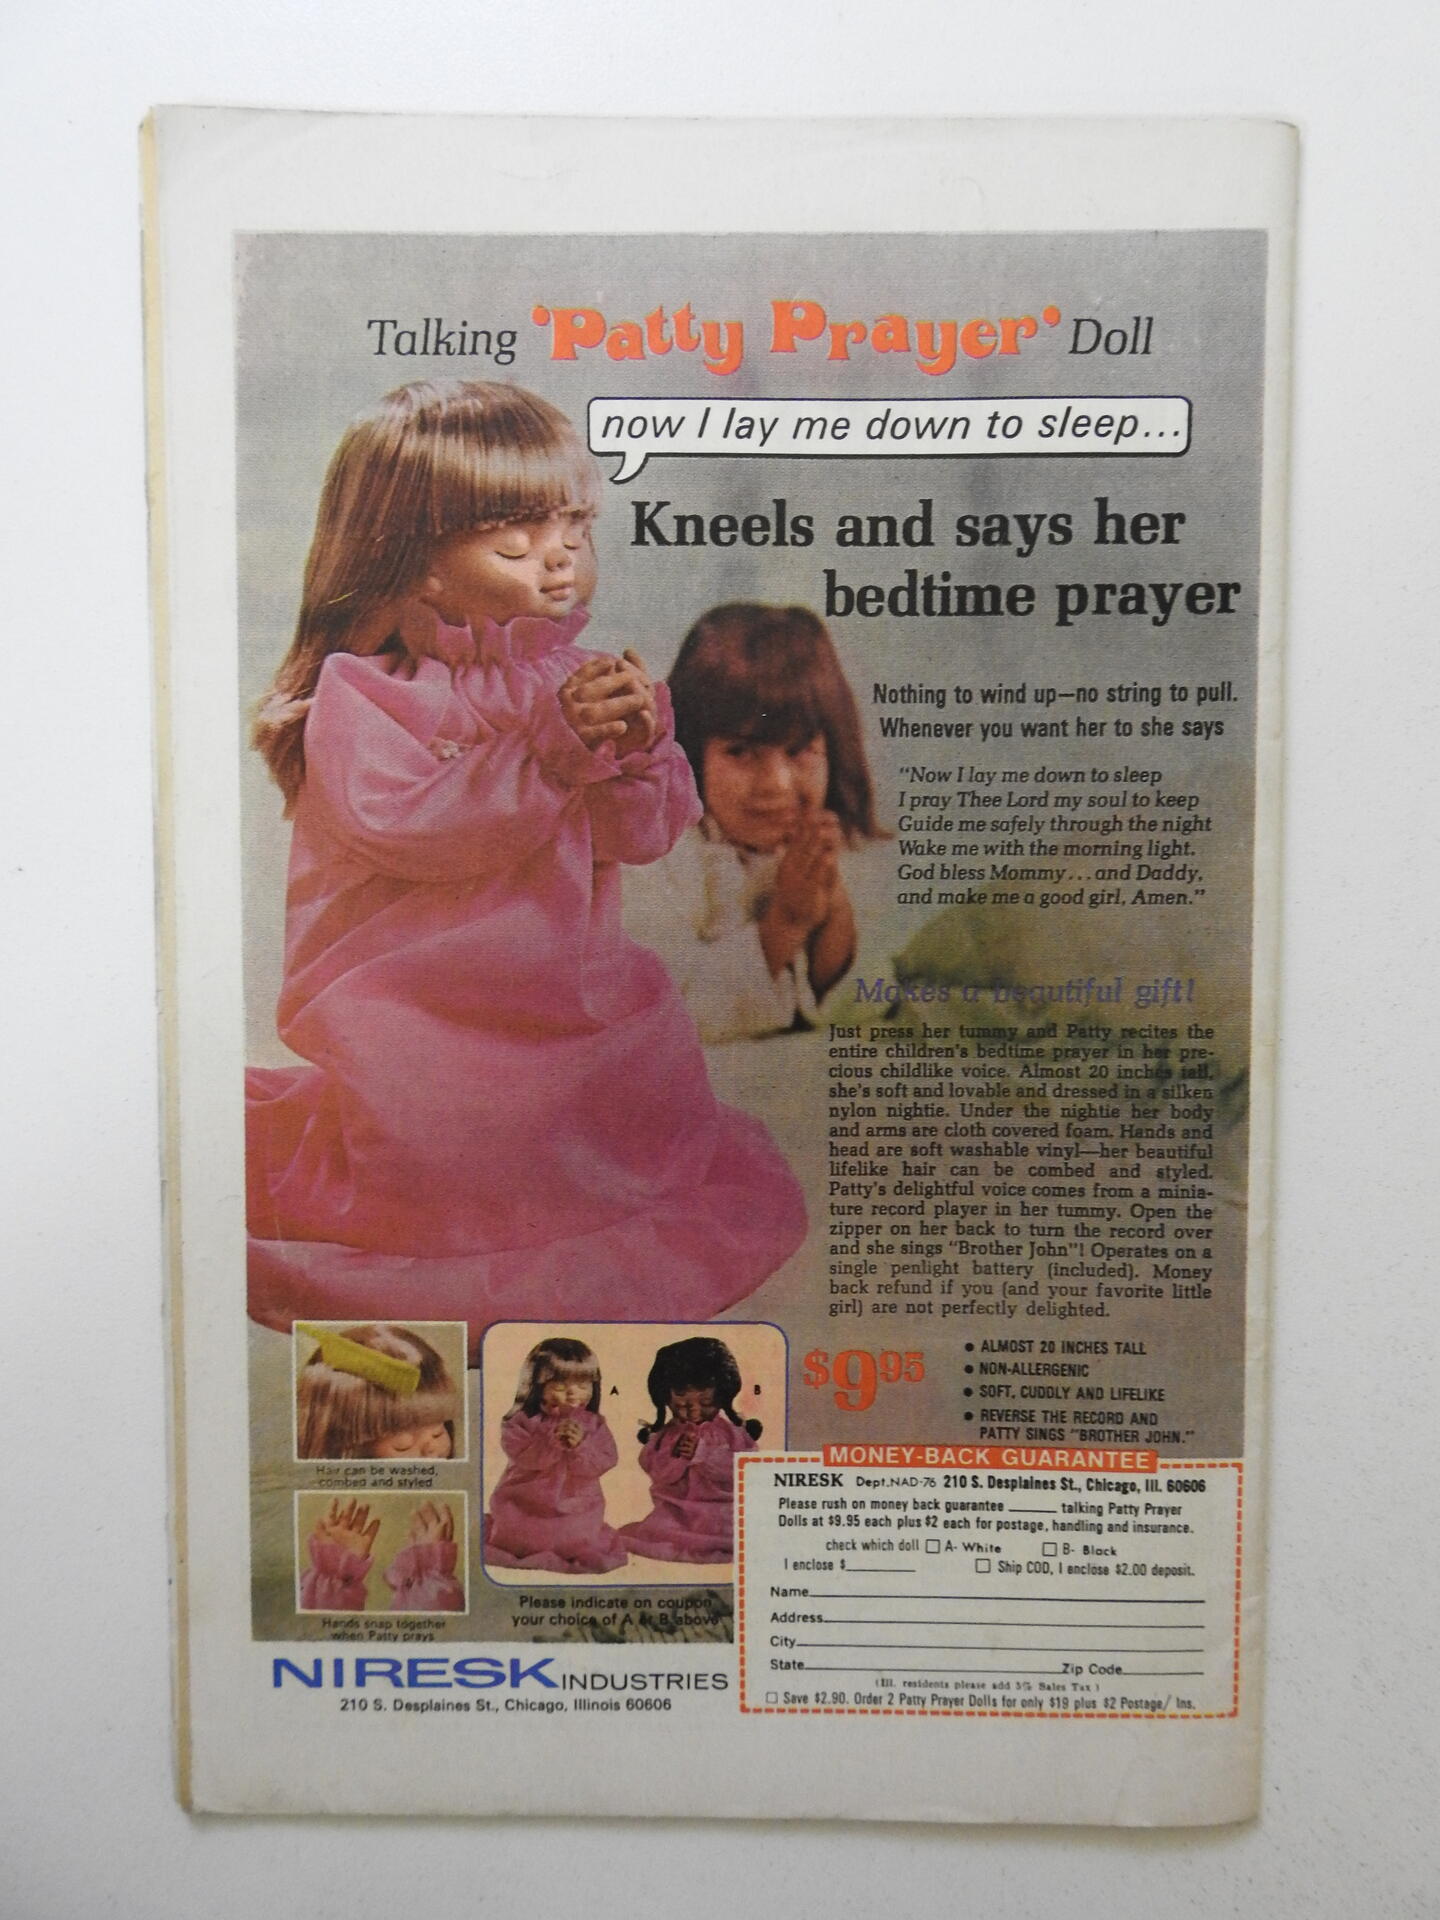 Talking 'Patty Prayer' Doll
now I lay me down to sleep...
Kneels and says her
bedtime prayer
Nothing to wind up—no string to pull.
Whenever you want her to she says
"Now I lay me down to sleep
I pray Thee Lord my soul to keep
Guide me safely through the night
Wake me with the morning light.
God bless Mommy...and Daddy,
and make me a good girl, Amen."
Makes a beautiful gift!
Just press her tummy and Patty recites the
entire children's bedtime prayer in her pre-
cious childlike voice. Almost 20 inches tall,
she's soft and lovable and dressed in a silken
nylon nightie. Under the nightie her body
and arms are cloth covered foam. Hands and
head are soft washable vinyl—her beautiful
lifelike hair can be combed and styled.
Patty's delightful voice comes from a minia-
ture record player in her tummy. Open the
zipper on her back to turn the record over
and she sings "Brother John"! Operates on a
single penlight battery (included). Money
back refund if you (and your favorite little
girl) are not perfectly delighted.
$9.95
• ALMOST 20 INCHES TALL
• NON-ALLERGENIC
• SOFT, CUDDLY AND LIFELIKE
• REVERSE THE RECORD AND
PATTY SINGS "BROTHER JOHN."
Hair can be washed,
combed and styled
Hands snap together
when Patty prays
A
B
Please indicate on coupon
your choice of A or B above
NIRESK INDUSTRIES
210 S. Desplaines St., Chicago, Illinois 60606
MONEY-BACK GUARANTEE
NIRESK Dept.NAD-76 210 S. Desplaines St., Chicago, Ill. 60606
Please rush on money back guarantee ______ talking Patty Prayer
Dolls at $9.95 each plus $2 each for postage, handling and insurance.
check which doll □ A- White □ B- Black
I enclose $________ □ Ship COD, I enclose $2.00 deposit.
Name
Address
City
State Zip Code
(Ill. residents please add 5% Sales Tax)
□ Save $2.90. Order 2 Patty Prayer Dolls for only $19 plus $2 Postage/ Ins.